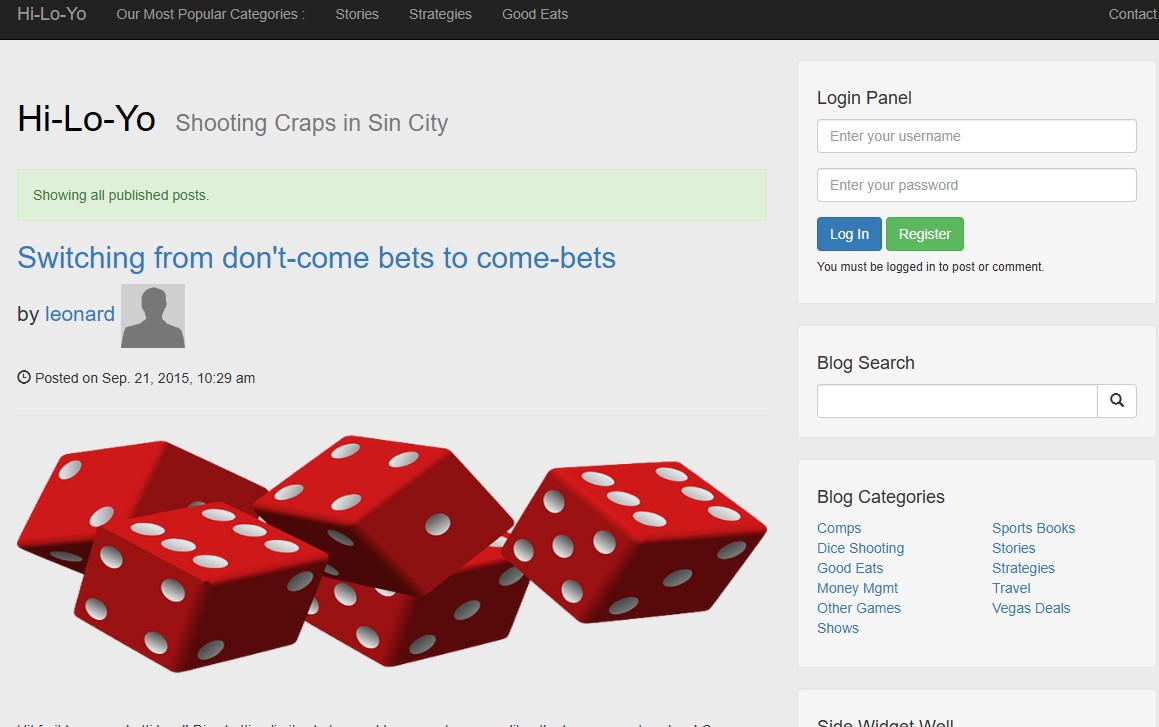 Hi-Lo-Yo Our Most Popular Categories : Stories Strategies Good Eats Contact
Hi-Lo-Yo Shooting Craps in Sin City
Showing all published posts.
Switching from don't-come bets to come-bets
by leonard
Posted on Sep. 21, 2015, 10:29 am
Login Panel
Enter your username
Enter your password
Log In Register
You must be logged in to post or comment.
Blog Search
Blog Categories
Comps
Dice Shooting
Good Eats
Money Mgmt
Other Games
Shows
Sports Books
Stories
Strategies
Travel
Vegas Deals
Side Widget Well